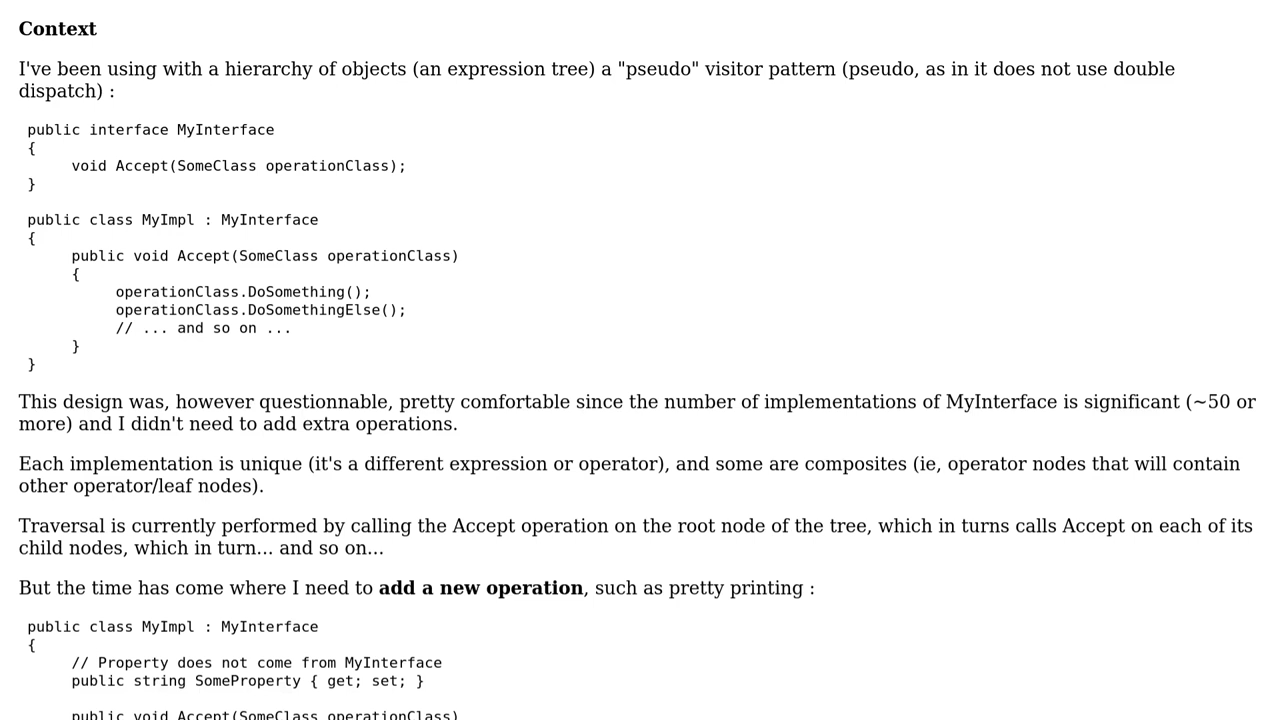 Context
I've been using with a hierarchy of objects (an expression tree) a "pseudo" visitor pattern (pseudo, as in it does not use double
dispatch) :
public interface MyInterface
{
     void Accept(SomeClass operationClass);
}
public class MyImpl : MyInterface
{
     public void Accept(SomeClass operationClass)
     {
          operationClass.DoSomething();
          operationClass.DoSomethingElse();
          // ... and so on ...
     }
}
This design was, however questionnable, pretty comfortable since the number of implementations of MyInterface is significant (~50 or
more) and I didn't need to add extra operations.
Each implementation is unique (it's a different expression or operator), and some are composites (ie, operator nodes that will contain
other operator/leaf nodes).
Traversal is currently performed by calling the Accept operation on the root node of the tree, which in turns calls Accept on each of its
child nodes, which in turn... and so on...
But the time has come where I need to add a new operation, such as pretty printing :
public class MyImpl : MyInterface
{
     // Property does not come from MyInterface
     public string SomeProperty { get; set; }
     public void Accept(SomeClass operationClass)